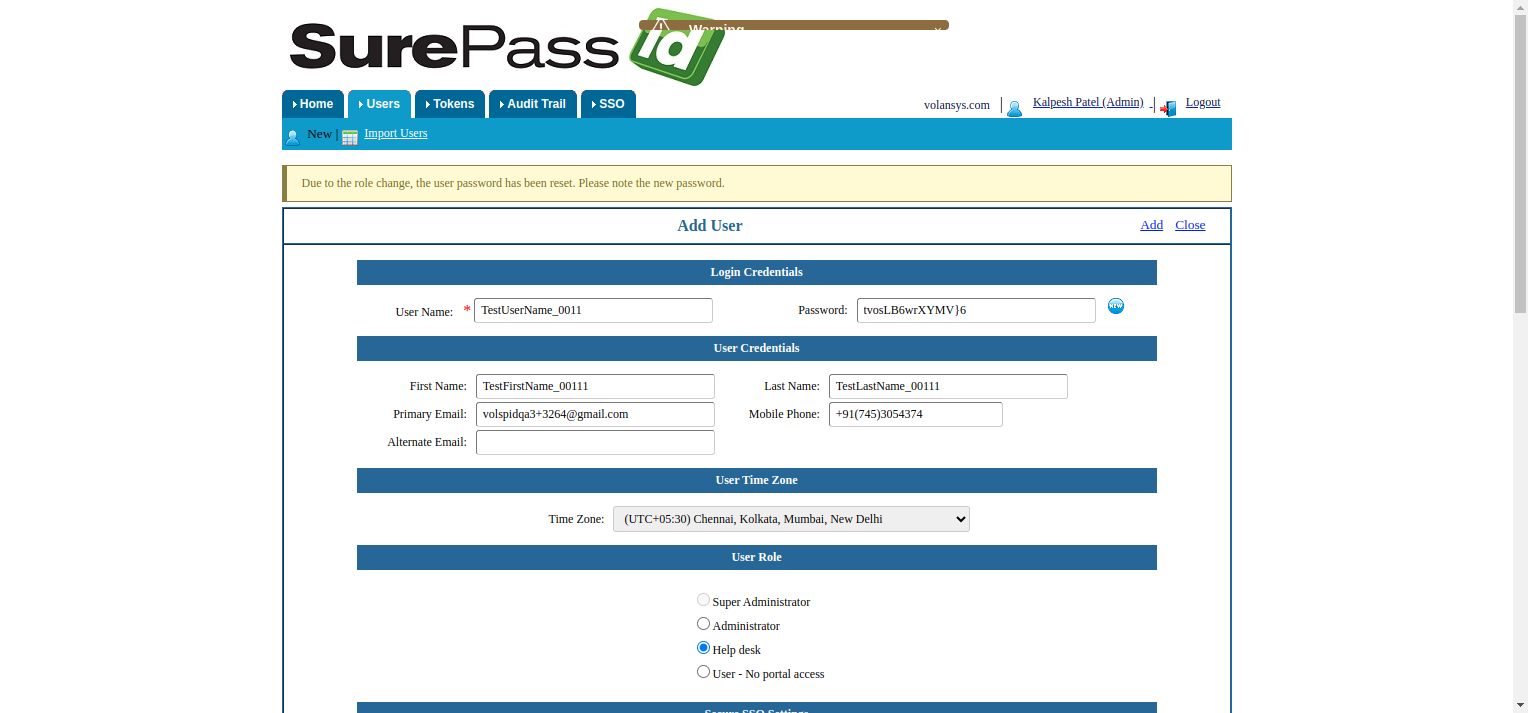 SurePass id
Warning ×
Home Users Tokens Audit Trail SSO
volansys.com | Kalpesh Patel (Admin) - | Logout
New | Import Users
Due to the role change, the user password has been reset. Please note the new password.
Add User Add Close
Login Credentials
User Name: * TestUserName_0011 Password: tvosLB6wrXYMV}6 NEW
User Credentials
First Name: TestFirstName_00111 Last Name: TestLastName_00111
Primary Email: volspidqa3+3264@gmail.com Mobile Phone: +91(745)3054374
Alternate Email:
User Time Zone
Time Zone: (UTC+05:30) Chennai, Kolkata, Mumbai, New Delhi
User Role
Super Administrator
Administrator
Help desk
User - No portal access
Secure SSO Settings